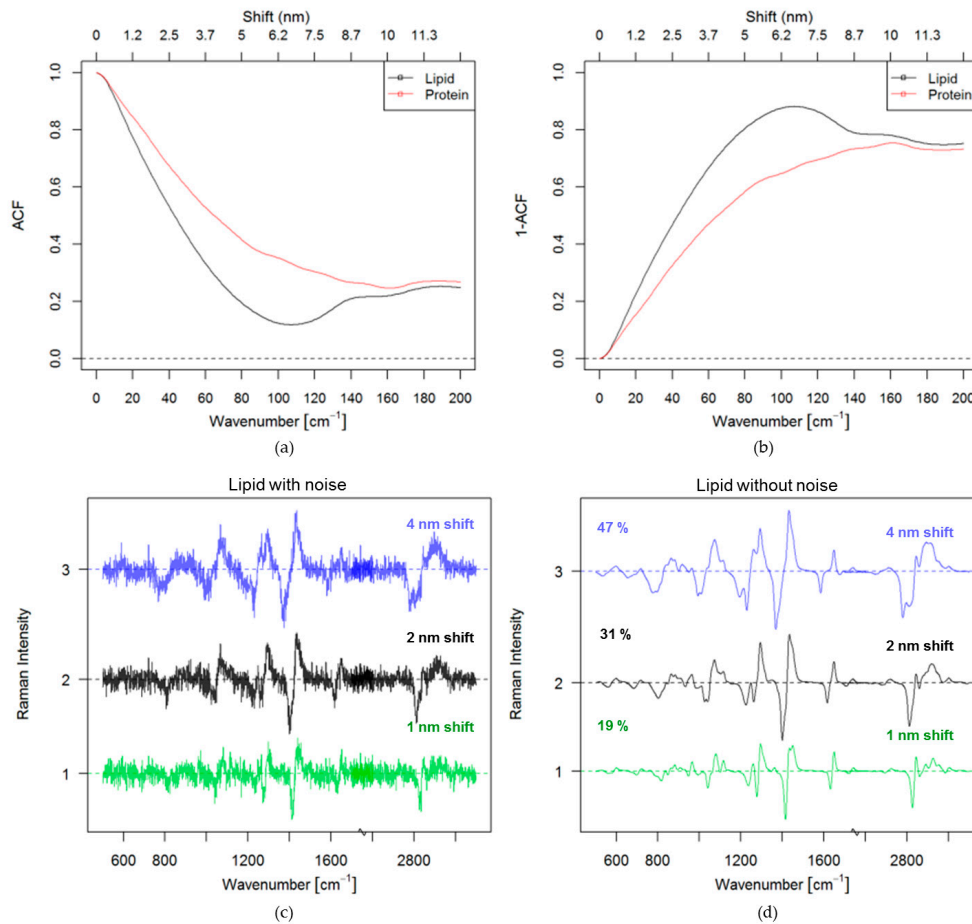 Shift (nm)
0 1.2 2.5 3.7 5 6.2 7.5 8.7 10 11.3
ACF
1.0
0.8
0.6
0.4
0.2
0.0
Lipid
Protein
0 20 40 60 80 100 120 140 160 180 200
Wavenumber [cm⁻¹]
(a)
Shift (nm)
0 1.2 2.5 3.7 5 6.2 7.5 8.7 10 11.3
1-ACF
1.0
0.8
0.6
0.4
0.2
0.0
Lipid
Protein
0 20 40 60 80 100 120 140 160 180 200
Wavenumber [cm⁻¹]
(b)
Lipid with noise
Raman Intensity
4 nm shift
3
2 nm shift
2
1 nm shift
1
600 1200 1600 2800
Wavenumber [cm⁻¹]
(c)
Lipid without noise
Raman Intensity
47 % 4 nm shift
3
31 % 2 nm shift
2
19 % 1 nm shift
1
600 1200 1600 2800
Wavenumber [cm⁻¹]
(d)